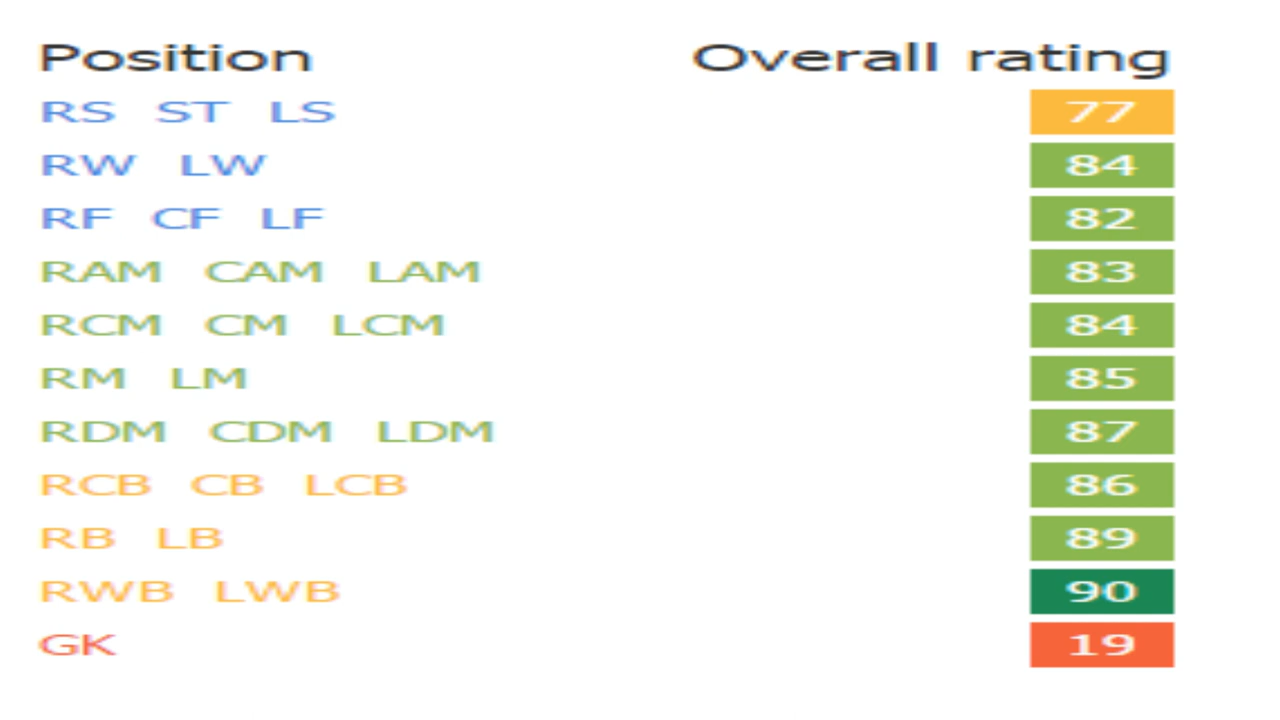 Position Overall rating
RS ST LS 77
RW LW 84
RF CF LF 82
RAM CAM LAM 83
RCM CM LCM 84
RM LM 85
RDM CDM LDM 87
RCB CB LCB 86
RB LB 89
RWB LWB 90
GK 19